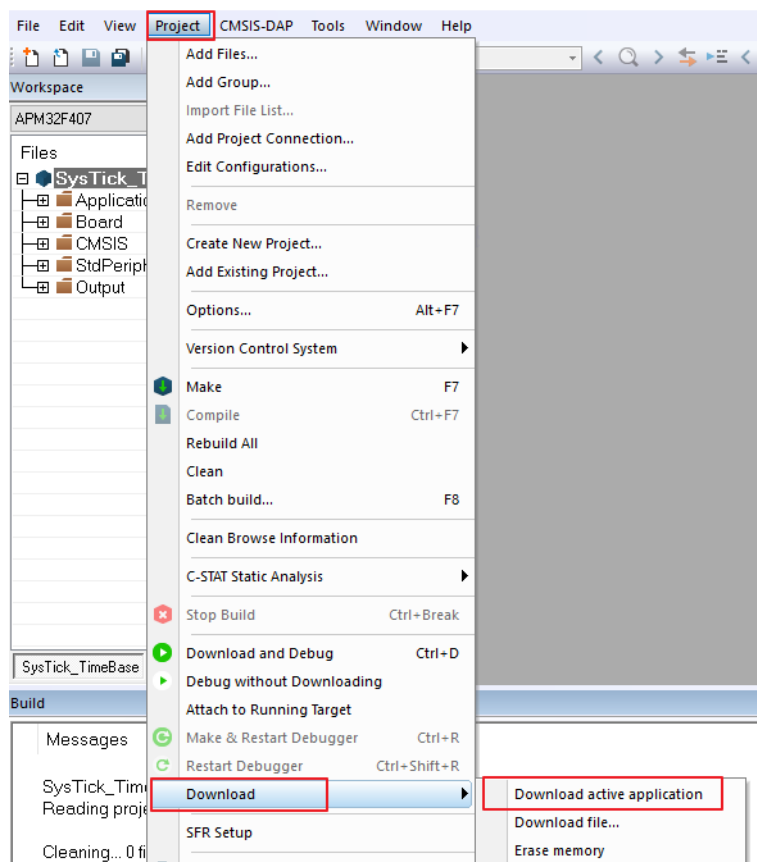 File Edit View Project CMSIS-DAP Tools Window Help
Workspace
APM32F407
Files
SysTick_T
Applicatio
Board
CMSIS
StdPeriph
Output
SysTick_TimeBase
Add Files...
Add Group...
Import File List...
Add Project Connection...
Edit Configurations...
Remove
Create New Project...
Add Existing Project...
Options... Alt+F7
Version Control System
Make F7
Compile Ctrl+F7
Rebuild All
Clean
Batch build... F8
Clean Browse Information
C-STAT Static Analysis
Stop Build Ctrl+Break
Download and Debug Ctrl+D
Debug without Downloading
Attach to Running Target
Make & Restart Debugger Ctrl+R
Restart Debugger Ctrl+Shift+R
Download
SFR Setup
Download active application
Download file...
Erase memory
Build
Messages
SysTick_Tim
Reading proje
Cleaning... 0 fi